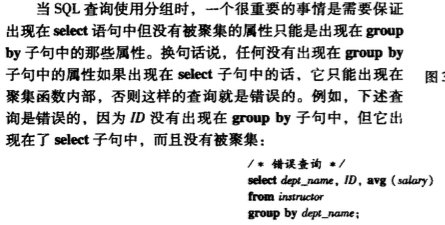 当 SQL 查询使用分组时，一个很重要的事情是需要保证
出现在 select 语句中但没有被聚集的属性只能是出现在 group
by 子句中的那些属性。换句话说，任何没有出现在 group by
子句中的属性如果出现在 select 子句中的话，它只能出现在
聚集函数内部，否则这样的查询就是错误的。例如，下述查
询是错误的，因为 ID 没有出现在 group by 子句中，但它出
现在了 select 子句中，而且没有被聚集：
图3
/* 错误查询 */
select dept_name, ID, avg (salary)
from instructor
group by dept_name;